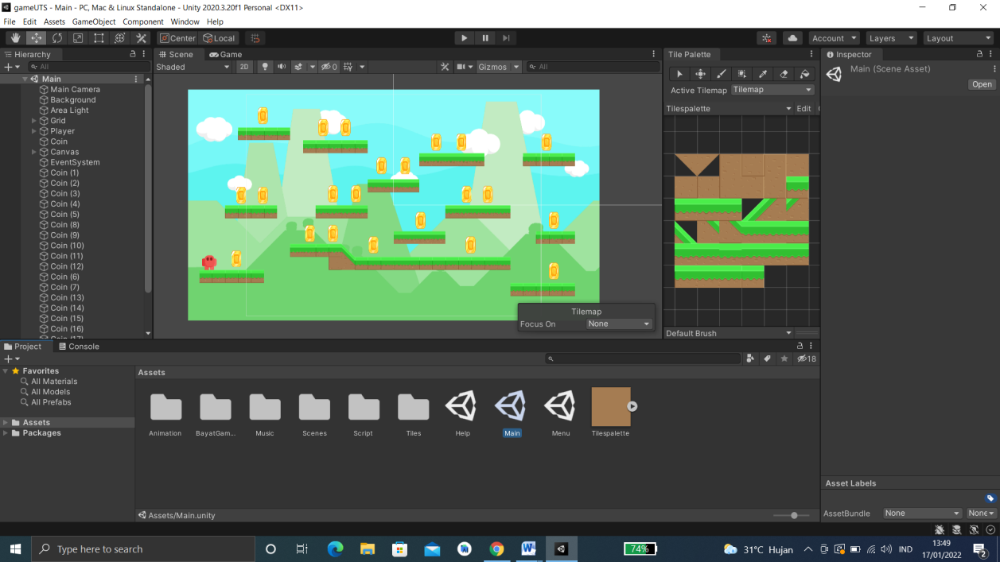 gameUTS - Main - PC, Mac & Linux Standalone - Unity 2020.3.20f1 Personal <DX11>
File Edit Assets GameObject Component Window Help
Center Local Account Layers Layout
Hierarchy
All
Main
Main Camera
Background
Area Light
Grid
Player
Coin
Canvas
EventSystem
Coin (1)
Coin (2)
Coin (3)
Coin (4)
Coin (5)
Coin (8)
Coin (9)
Coin (10)
Coin (11)
Coin (12)
Coin (6)
Coin (7)
Coin (13)
Coin (14)
Coin (15)
Coin (16)
Coin (17)
Scene Game
Shaded 2D 0 Gizmos All
Tilemap
Focus On None
Tile Palette
Active Tilemap Tilemap
Tilespalette Edit
Default Brush
Inspector
Main (Scene Asset)
Open
Project Console
18
Favorites
All Materials
All Models
All Prefabs
Assets
Packages
Assets
Animation BayatGam... Music Scenes Script Tiles Help Main Menu Tilespalette
Assets/Main.unity
Asset Labels
AssetBundle None None
Type here to search
74%
31°C Hujan IND
13:49
17/01/2022
2